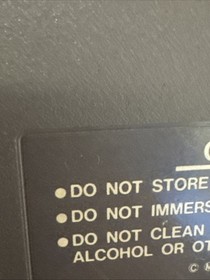 ● DO NOT STORE
● DO NOT IMMERS
● DO NOT CLEAN
ALCOHOL OR OT
©